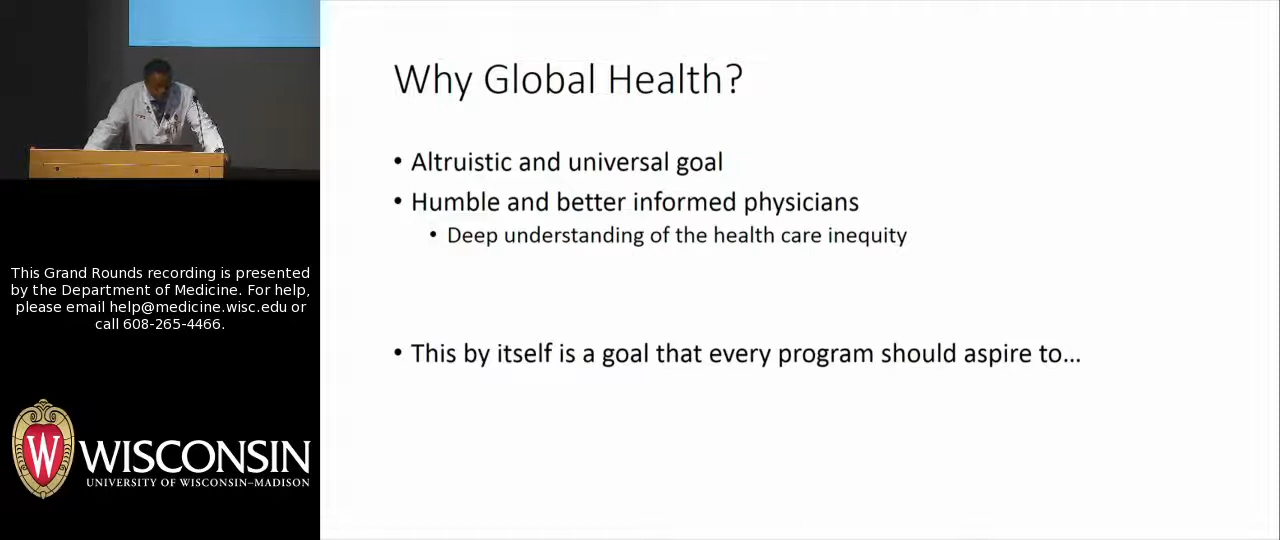 Why Global Health?
• Altruistic and universal goal
• Humble and better informed physicians
• Deep understanding of the health care inequity
• This by itself is a goal that every program should aspire to...
This Grand Rounds recording is presented
by the Department of Medicine. For help,
please email help@medicine.wisc.edu or
call 608-265-4466.
W
WISCONSIN
UNIVERSITY OF WISCONSIN–MADISON